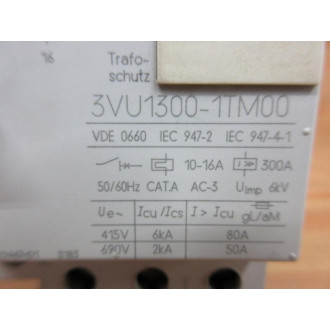 16
Trafo-
schutz
3VU1300-1TM00
VDE 0660 IEC 947-2 IEC 947-4-1
10-16A I> 300A
50/60Hz CAT.A AC-3 Uimp 6kV
Ue~ Icu/Ics I > Icu gL/aM
415V 6kA 80A
690V 2kA 50A